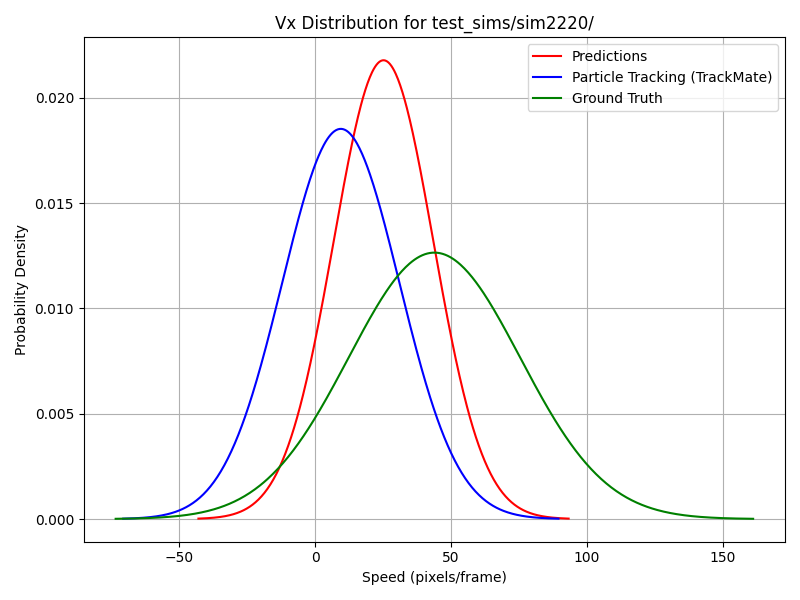 Vx Distribution for test_sims/sim2220/
Predictions
Particle Tracking (TrackMate)
Ground Truth
Probability Density
0.020
0.015
0.010
0.005
0.000
−50
0
50
100
150
Speed (pixels/frame)